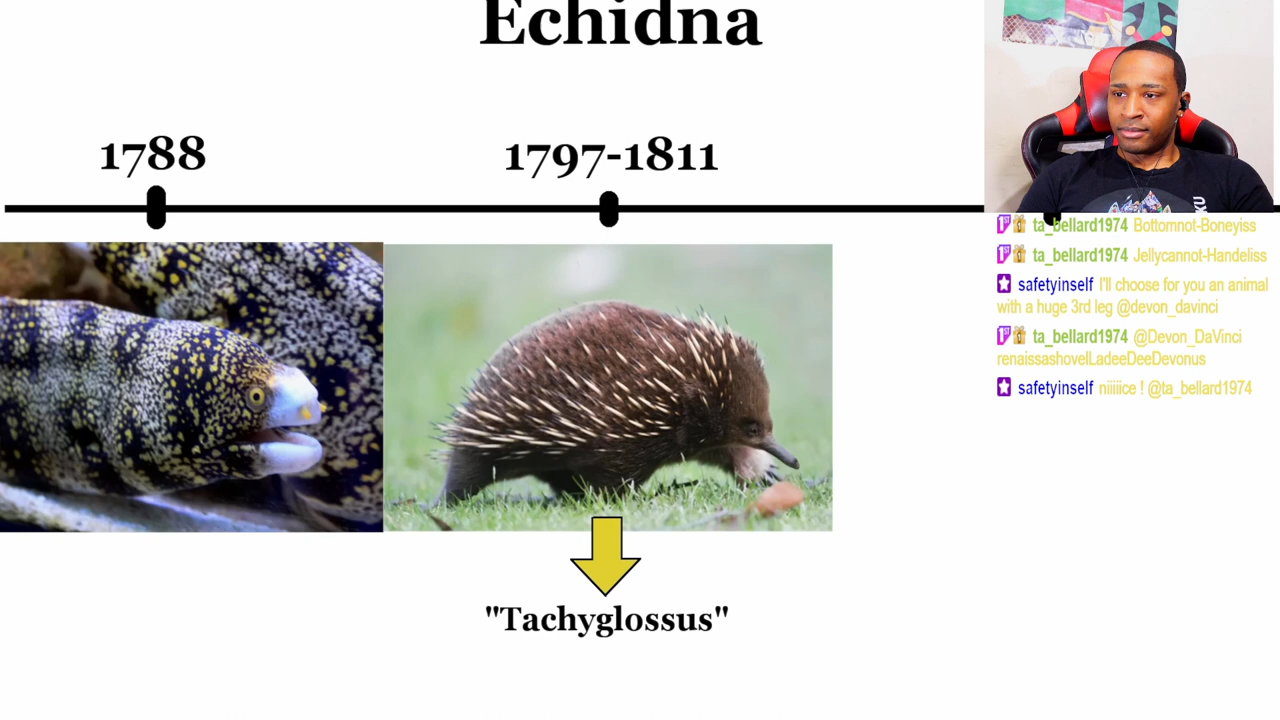 Echidna
1788
1797-1811
"Tachyglossus"
KU
ta_bellard1974 Bottomnot-Boneyiss
ta_bellard1974 Jellycannot-Handeliss
safetyinself I'll choose for you an animal
with a huge 3rd leg @devon_davinci
ta_bellard1974 @Devon_DaVinci
renaissashovelLadeeDeeDevonus
safetyinself niiiiice ! @ta_bellard1974